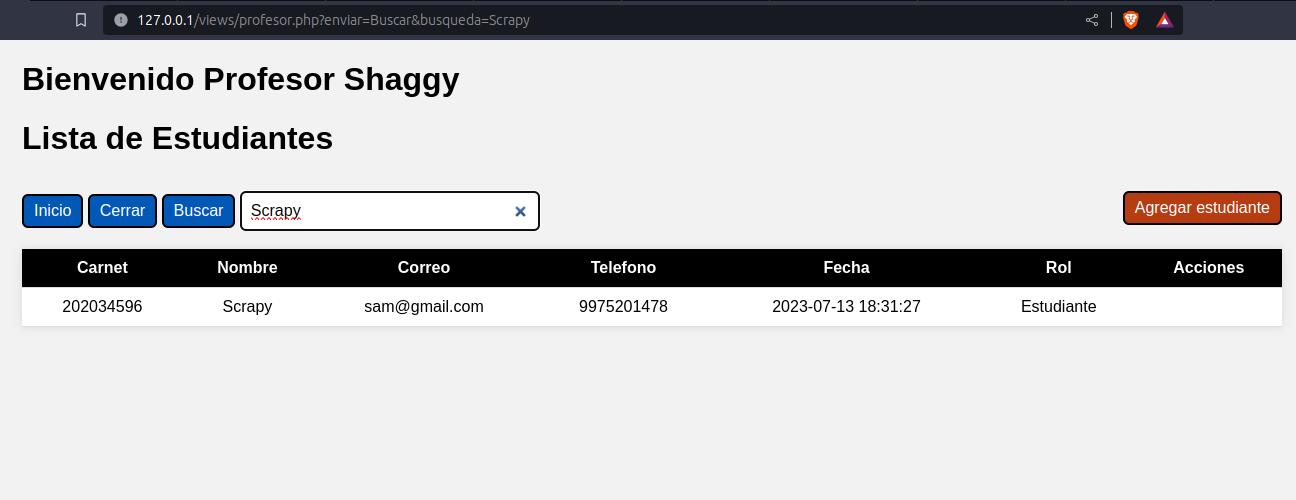 127.0.0.1/views/profesor.php?enviar=Buscar&busqueda=Scrapy
Bienvenido Profesor Shaggy
Lista de Estudiantes
Inicio Cerrar Buscar Scrapy Agregar estudiante
Carnet Nombre Correo Telefono Fecha Rol Acciones
202034596 Scrapy sam@gmail.com 9975201478 2023-07-13 18:31:27 Estudiante